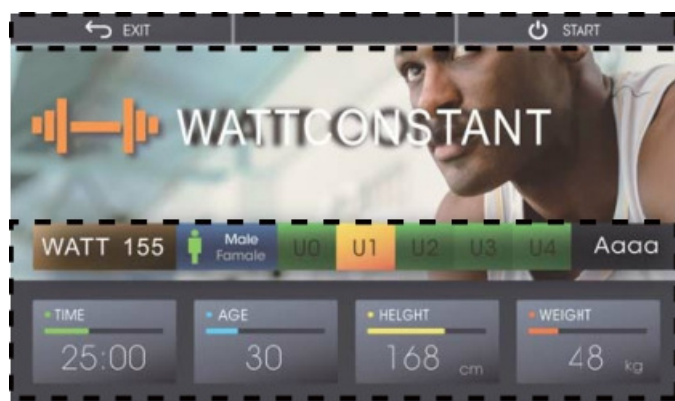 EXIT START
WATTCONSTANT
WATT 155 Male Famale U0 U1 U2 U3 U4 Aaaa
TIME AGE HELGHT WEIGHT
25:00 30 168 cm 48 kg